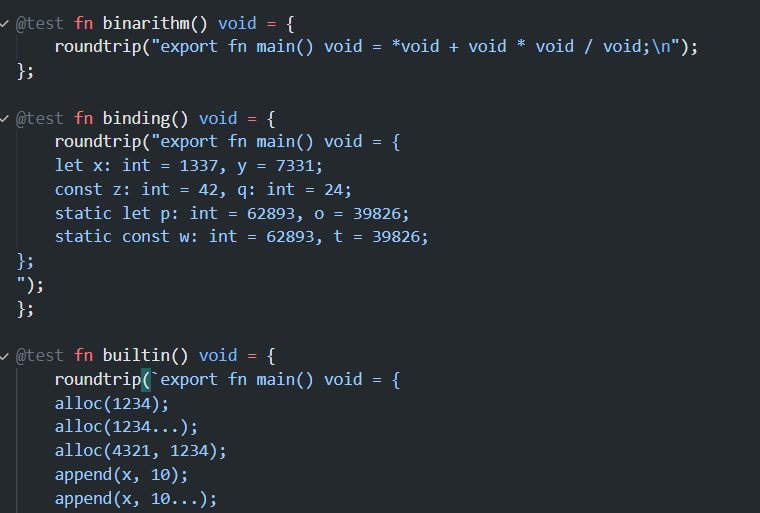 @test fn binarithm() void = {
    roundtrip("export fn main() void = *void + void * void / void;\n");
};
@test fn binding() void = {
    roundtrip("export fn main() void = {
    let x: int = 1337, y = 7331;
    const z: int = 42, q: int = 24;
    static let p: int = 62893, o = 39826;
    static const w: int = 62893, t = 39826;
};
");
};
@test fn builtin() void = {
    roundtrip(`export fn main() void = {
    alloc(1234);
    alloc(1234...);
    alloc(4321, 1234);
    append(x, 10);
    append(x, 10...);